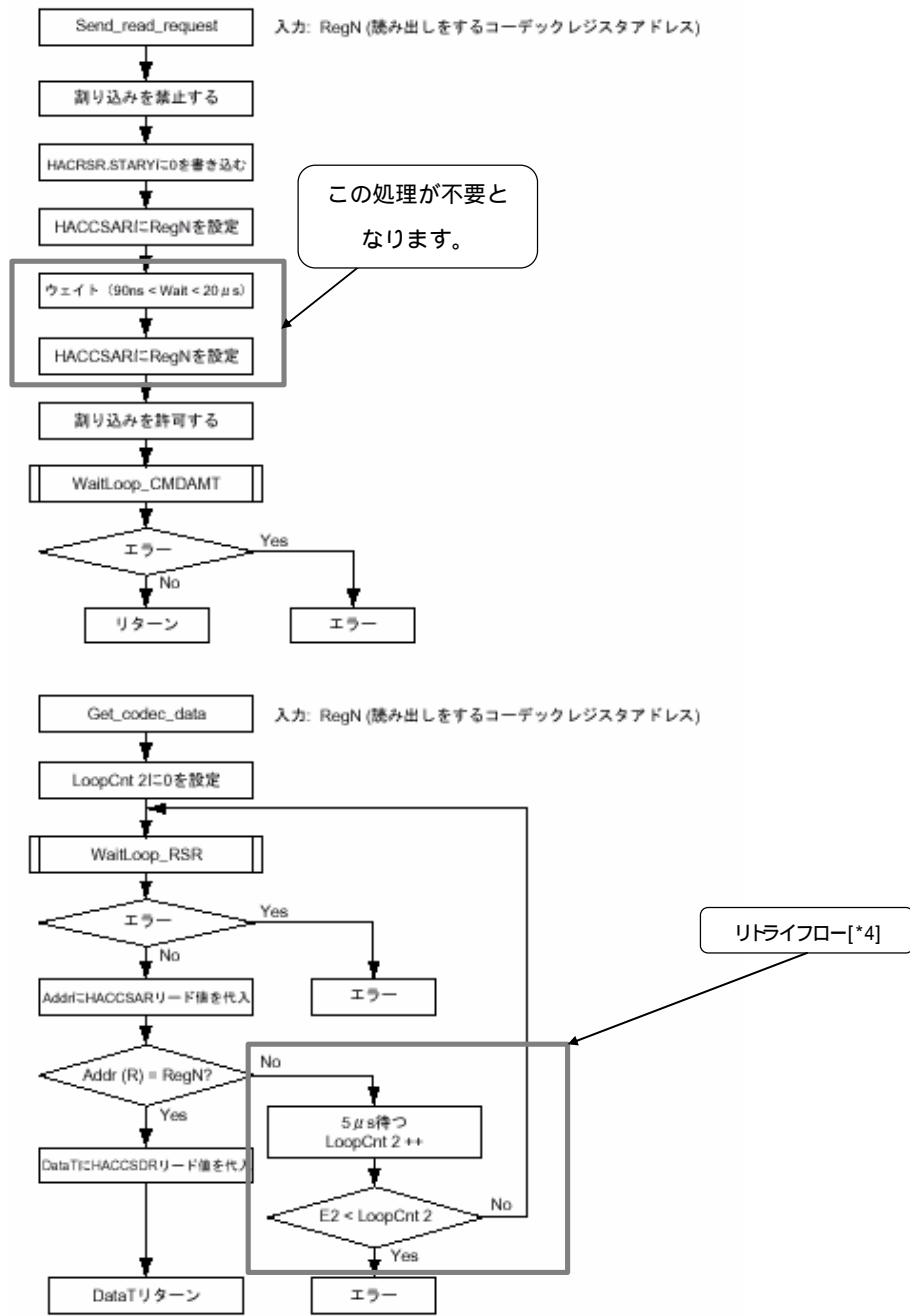 Send_read_request
入力: RegN (読み出しをするコーデックレジスタアドレス)
割り込みを禁止する
HACRSR.STARYに0を書き込む
HACCSARにRegNを設定
この処理が不要と
なります。
ウェイト (90ns < Wait < 20μs)
HACCSARにRegNを設定
割り込みを許可する
WaitLoop_CMDAMT
エラー
Yes
No
リターン
エラー
Get_codec_data
入力: RegN (読み出しをするコーデックレジスタアドレス)
LoopCnt 2に0を設定
WaitLoop_RSR
エラー
Yes
No
エラー
リトライフロー[*4]
AddrにHACCSARリード値を代入
Addr (R) = RegN?
No
Yes
5μs待つ
LoopCnt 2 ++
DataTにHACCSDRリード値を代入
E2 < LoopCnt 2
No
Yes
DataTリターン
エラー